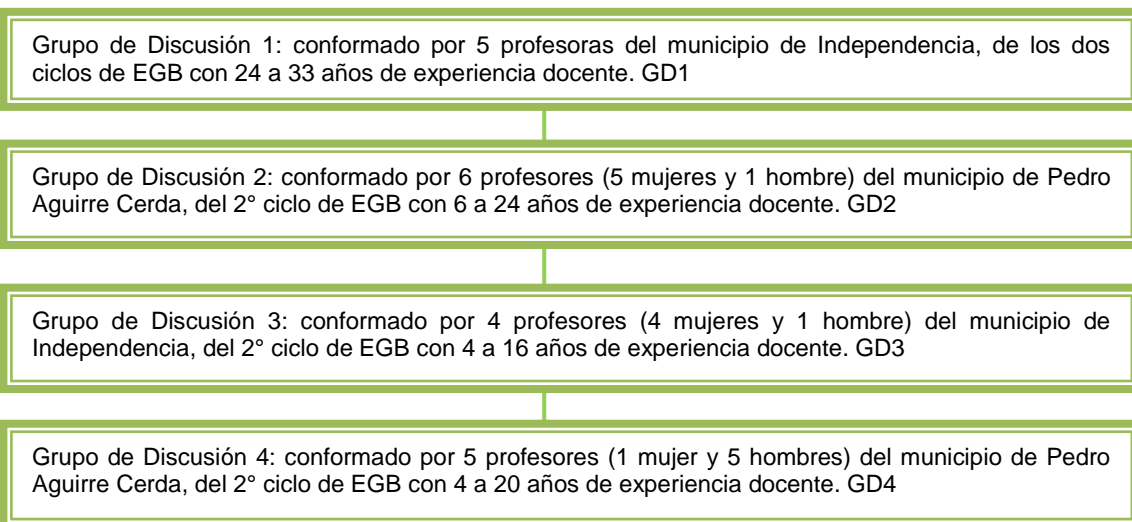 Grupo de Discusión 1: conformado por 5 profesoras del municipio de Independencia, de los dos
ciclos de EGB con 24 a 33 años de experiencia docente. GD1
Grupo de Discusión 2: conformado por 6 profesores (5 mujeres y 1 hombre) del municipio de Pedro
Aguirre Cerda, del 2° ciclo de EGB con 6 a 24 años de experiencia docente. GD2
Grupo de Discusión 3: conformado por 4 profesores (4 mujeres y 1 hombre) del municipio de
Independencia, del 2° ciclo de EGB con 4 a 16 años de experiencia docente. GD3
Grupo de Discusión 4: conformado por 5 profesores (1 mujer y 5 hombres) del municipio de Pedro
Aguirre Cerda, del 2° ciclo de EGB con 4 a 20 años de experiencia docente. GD4